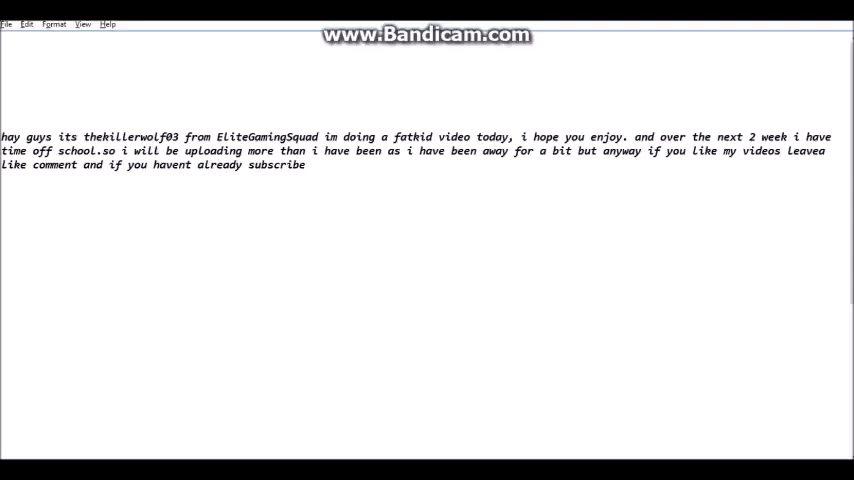 www.Bandicam.com
File Edit Format View Help
hay guys its thekillerwolf03 from EliteGamingSquad im doing a fatkid video today, i hope you enjoy. and over the next 2 week i have
time off school.so i will be uploading more than i have been as i have been away for a bit but anyway if you like my videos leavea
like comment and if you havent already subscribe